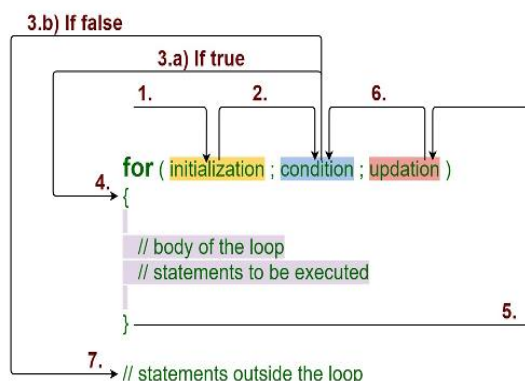 3.b) If false
3.a) If true
1. 2. 6.
for ( initialization ; condition ; updation )
4.
{
// body of the loop
// statements to be executed
5.
}
7.
// statements outside the loop